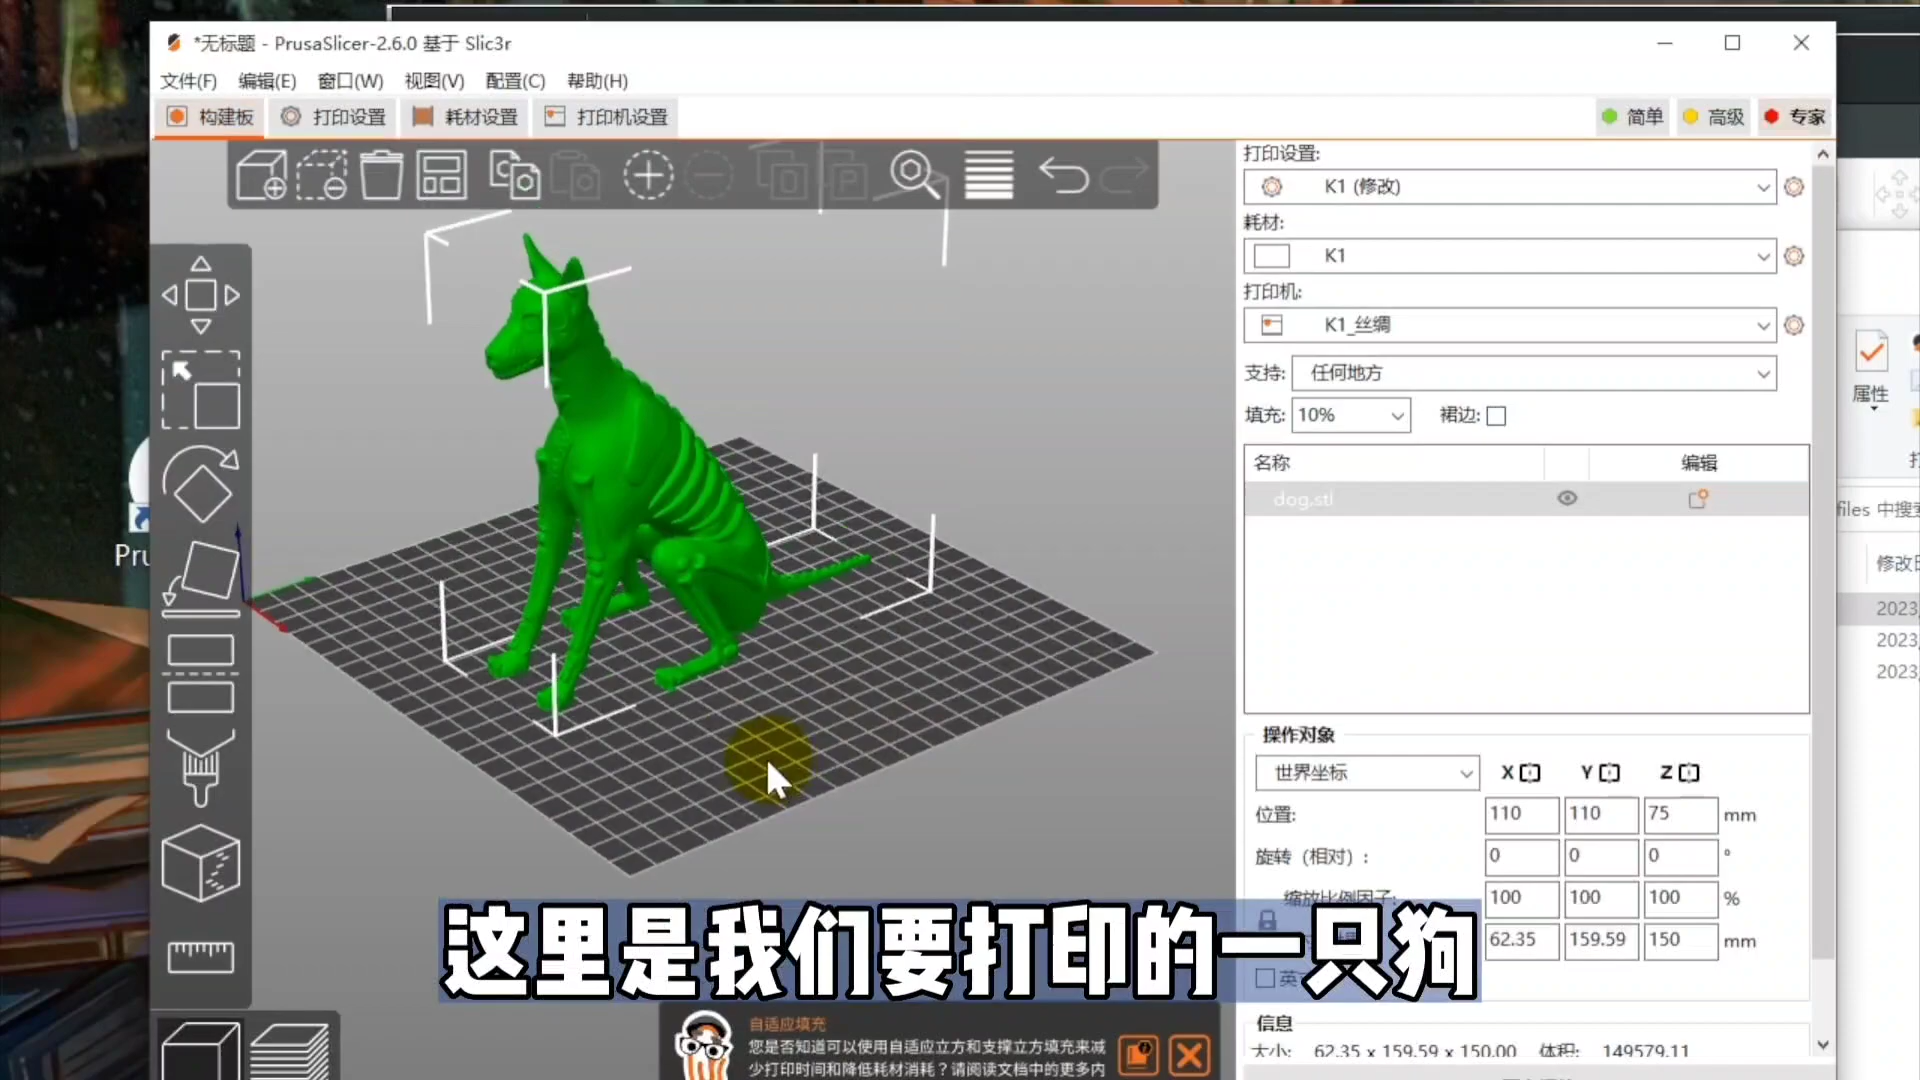 *无标题 - PrusaSlicer-2.6.0 基于 Slic3r
文件(F) 编辑(E) 窗口(W) 视图(V) 配置(C) 帮助(H)
构建板 打印设置 耗材设置 打印机设置 简单 高级 专家
打印设置:
K1 (修改)
耗材:
K1
打印机:
K1_丝绸
支持: 任何地方
填充: 10% 裙边:
名称 编辑
dog.stl
操作对象
世界坐标 X Y Z
位置: 110 110 75 mm
旋转（相对）: 0 0 0 °
缩放比例因子: 100 100 100 %
62.35 159.59 150 mm
英
信息
大小: 62.35 x 159.59 x 150.00 体积: 149579.11
这里是我们要打印的一只狗
自适应填充
您是否知道可以使用自适应立方和支撑立方填充来减
少打印时间和降低耗材消耗？请阅读文档中的更多内
Pru
属性
files 中搜索
修改日
2023
2023
2023